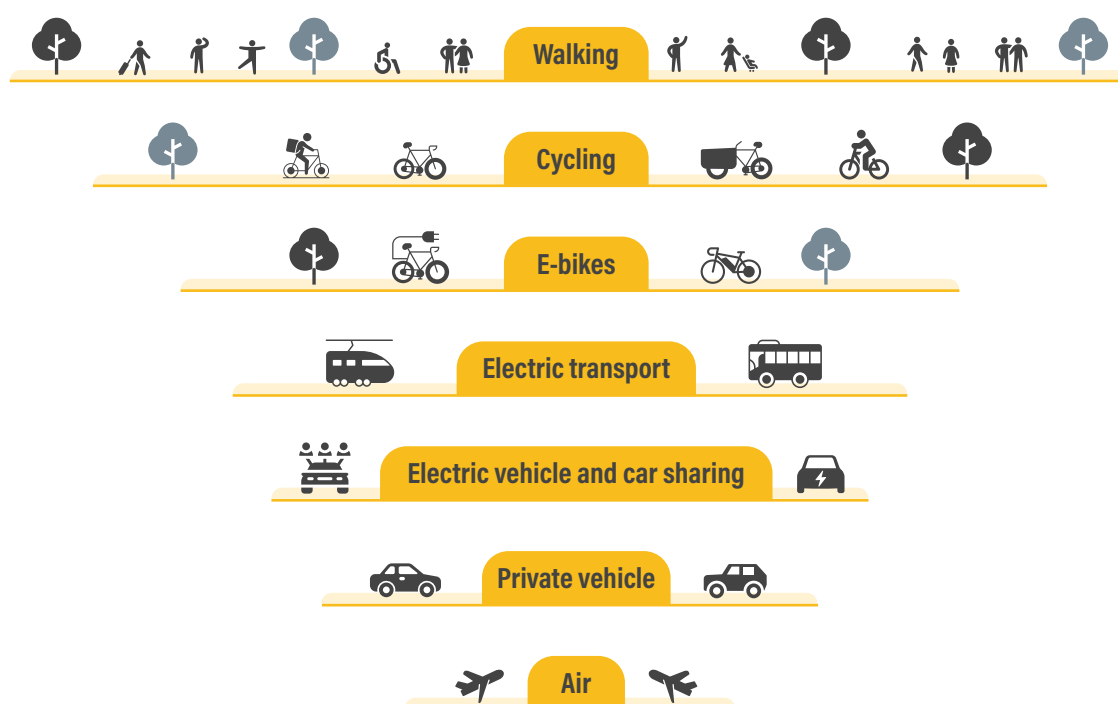 Walking
Cycling
E-bikes
Electric transport
Electric vehicle and car sharing
Private vehicle
Air